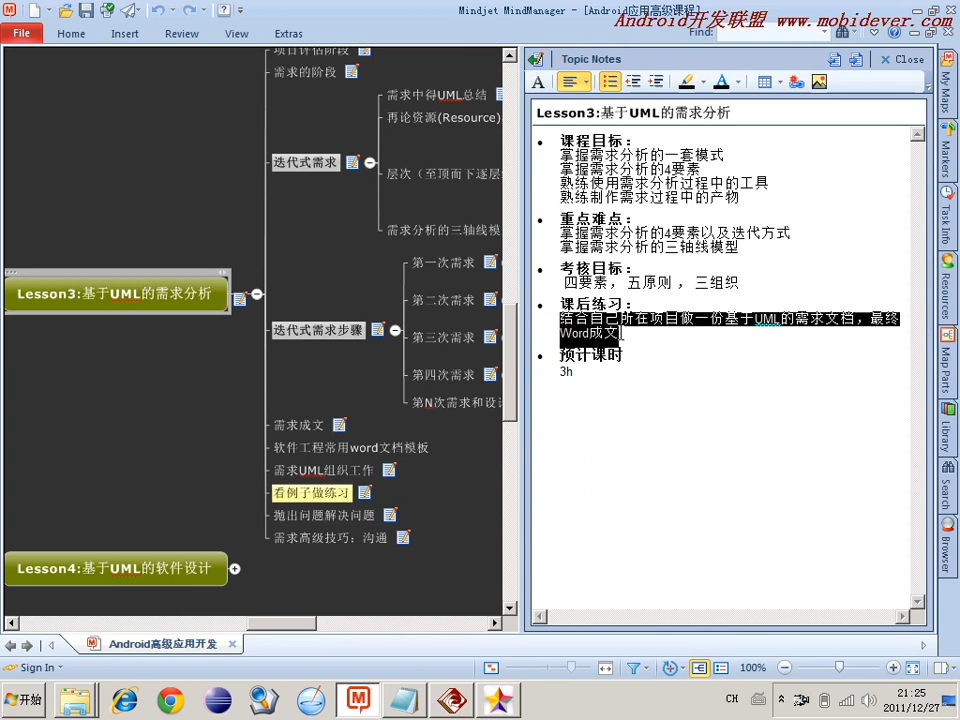 Mindjet MindManager - [Android应用高级课程]
Android开发联盟 www.mobidever.com
File
Home
Insert
Review
View
Extras
Find:
项目评估阶段
需求的阶段
迭代式需求
需求中得UML总结
再论资源(Resource)
层次（至顶而下逐层
需求分析的三轴线模
Lesson3:基于UML的需求分析
迭代式需求步骤
第一次需求
第二次需求
第三次需求
第四次需求
第N次需求和设计
需求成文
软件工程常用word文档模板
需求UML组织工作
看例子做练习
抛出问题解决问题
需求高级技巧：沟通
Lesson4:基于UML的软件设计
Topic Notes
Close
Lesson3:基于UML的需求分析
课程目标：
掌握需求分析的一套模式
掌握需求分析的4要素
熟练使用需求分析过程中的工具
熟练制作需求过程中的产物
重点难点：
掌握需求分析的4要素以及迭代方式
掌握需求分析的三轴线模型
考核目标：
四要素， 五原则 ， 三组织
课后练习：
结合自己所在项目做一份基于UML的需求文档，最终
Word成文
预计课时
3h
My Maps
Markers
Task Info
Resources
Map Parts
Library
Search
Browser
Android高级应用开发
Sign In
100%
开始
CH
21:25
2011/12/27